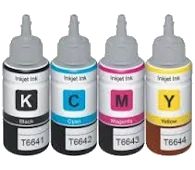 Inkjet Ink
K
Black
T6641
Inkjet Ink
C
Cyan
T6642
Inkjet Ink
M
Magenta
T6643
Inkjet Ink
Y
Yellow
T6644